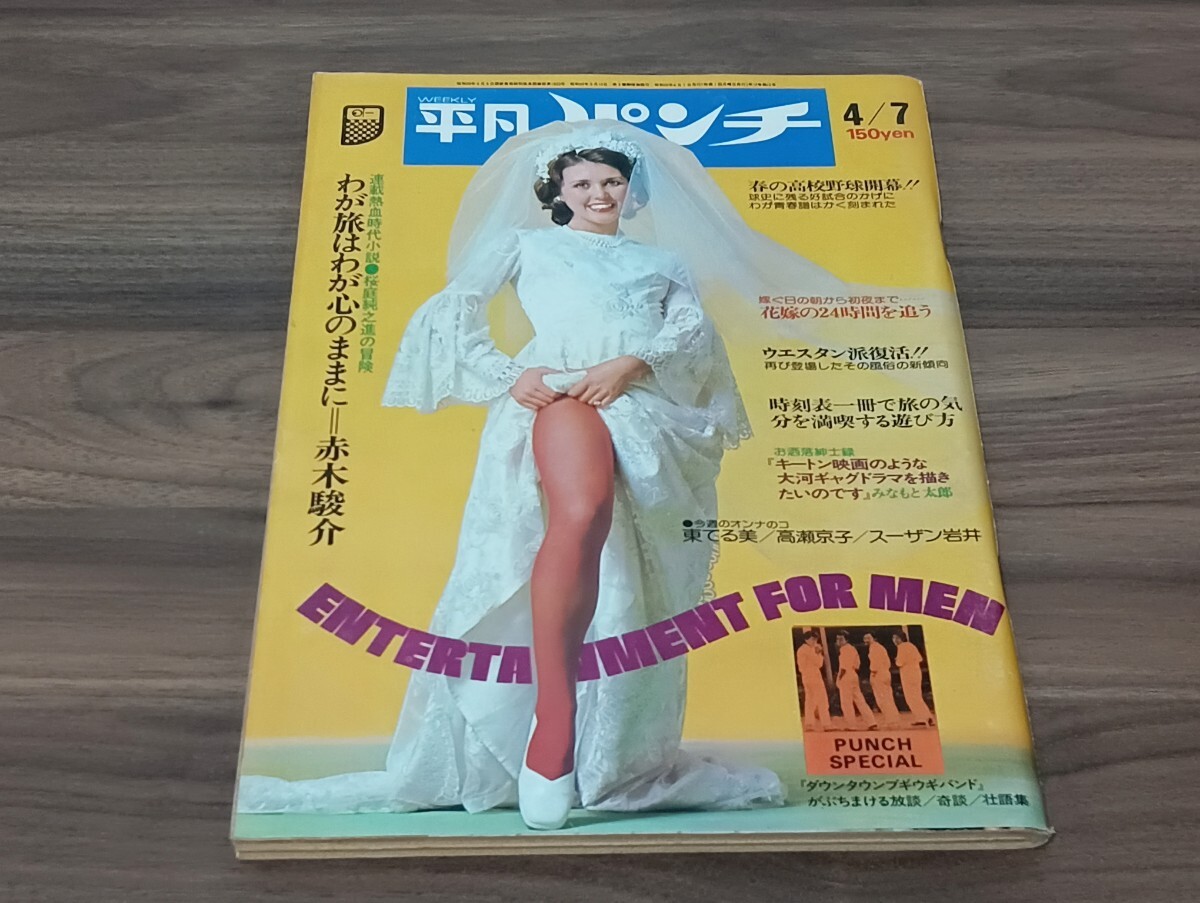 WEEKLY
平凡パンチ
4/7
150yen
連載熱血時代小説●桜庭純之進の冒険
わが旅はわが心のままに=赤木駿介
春の高校野球開幕!!
球史に残る好試合のかげに
わが青春譜はかく刻まれた
嫁ぐ日の朝から初夜まで……
花嫁の24時間を追う
ウエスタン派復活!!
再び登場したその風俗の新傾向
時刻表一冊で旅の気
分を満喫する遊び方
お洒落紳士録
『キートン映画のような
大河ギャグドラマを描き
たいのです』みなもと太郎
●今週のオンナのコ
東てる美/高瀬京子/スーザン岩井
ENTERTAINMENT FOR MEN
PUNCH
SPECIAL
『ダウンタウンブギウギバンド』
がぶちまける放談/奇談/壮語集